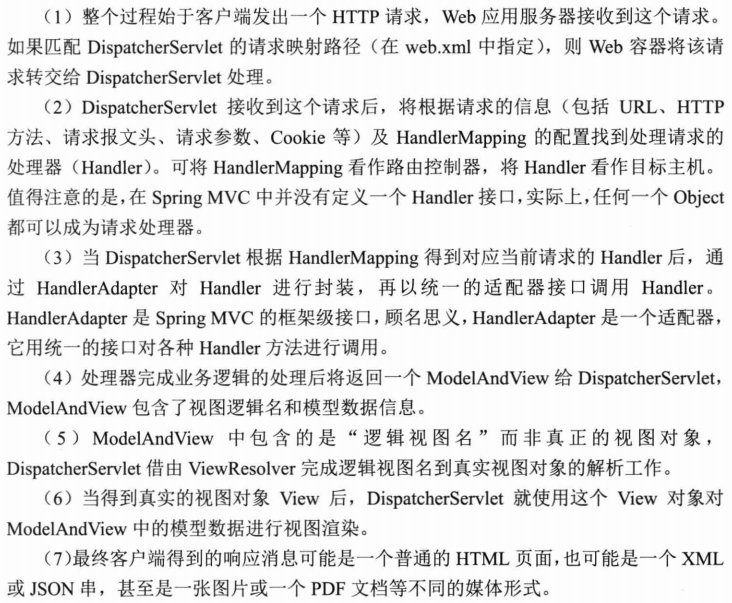 （1）整个过程始于客户端发出一个 HTTP 请求，Web 应用服务器接收到这个请求。
如果匹配 DispatcherServlet 的请求映射路径（在 web.xml 中指定），则 Web 容器将该请
求转交给 DispatcherServlet 处理。
（2）DispatcherServlet 接收到这个请求后，将根据请求的信息（包括 URL、HTTP
方法、请求报文头、请求参数、Cookie 等）及 HandlerMapping 的配置找到处理请求的
处理器（Handler）。可将 HandlerMapping 看作路由控制器，将 Handler 看作目标主机。
值得注意的是，在 Spring MVC 中并没有定义一个 Handler 接口，实际上，任何一个 Object
都可以成为请求处理器。
（3）当 DispatcherServlet 根据 HandlerMapping 得到对应当前请求的 Handler 后，通
过 HandlerAdapter 对 Handler 进行封装，再以统一的适配器接口调用 Handler。
HandlerAdapter 是 Spring MVC 的框架级接口，顾名思义，HandlerAdapter 是一个适配器，
它用统一的接口对各种 Handler 方法进行调用。
（4）处理器完成业务逻辑的处理后将返回一个 ModelAndView 给 DispatcherServlet，
ModelAndView 包含了视图逻辑名和模型数据信息。
（5）ModelAndView 中包含的是“逻辑视图名”而非真正的视图对象，
DispatcherServlet 借由 ViewResolver 完成逻辑视图名到真实视图对象的解析工作。
（6）当得到真实的视图对象 View 后，DispatcherServlet 就使用这个 View 对象对
ModelAndView 中的模型数据进行视图渲染。
（7）最终客户端得到的响应消息可能是一个普通的 HTML 页面，也可能是一个 XML
或 JSON 串，甚至是一张图片或一个 PDF 文档等不同的媒体形式。